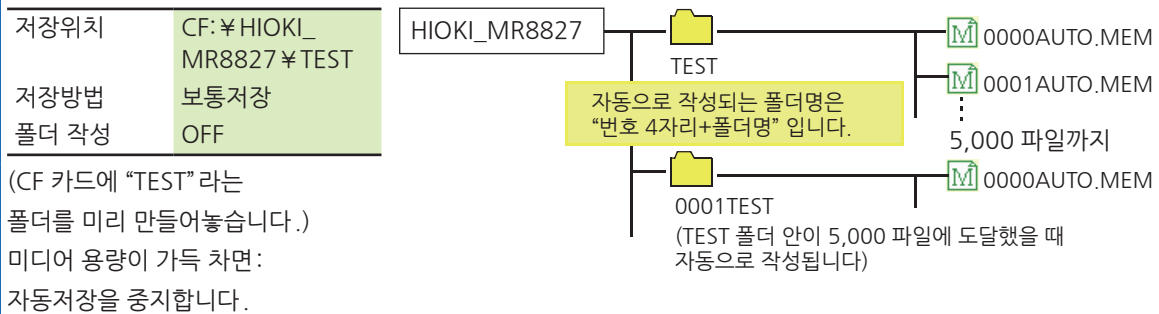 저장위치 CF:¥HIOKI_
MR8827¥TEST
저장방법 보통저장
폴더 작성 OFF
(CF 카드에 “TEST”라는
폴더를 미리 만들어놓습니다.)
미디어 용량이 가득 차면:
자동저장을 중지합니다.
HIOKI_MR8827
TEST
0000AUTO.MEM
0001AUTO.MEM
5,000 파일까지
자동으로 작성되는 폴더명은
“번호 4자리+폴더명” 입니다.
0001TEST
0000AUTO.MEM
(TEST 폴더 안이 5,000 파일에 도달했을 때
자동으로 작성됩니다)